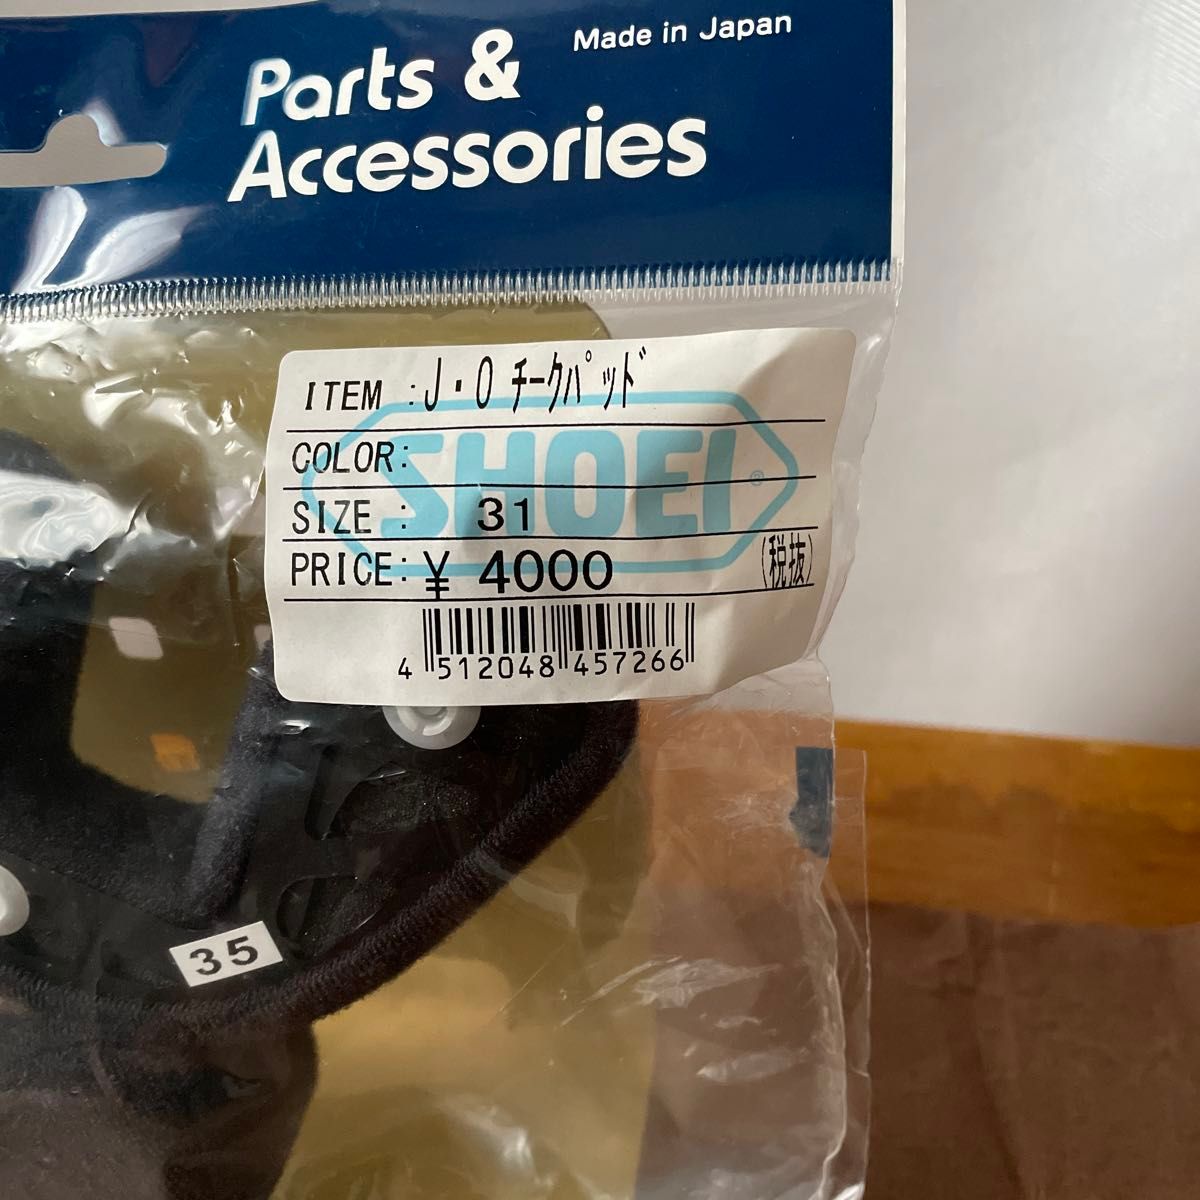 Made in Japan
Parts &
Accessories
ITEM :J・O ﾁｰｸﾊﾟｯﾄﾞ
SHOEI®
COLOR:
SIZE : 31
PRICE:¥ 4000 (税抜)
4 512048 457266
35